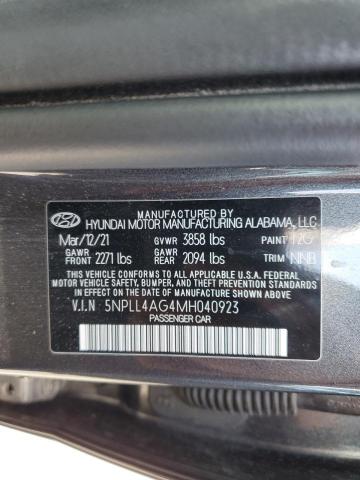 MANUFACTURED BY
HYUNDAI MOTOR MANUFACTURING ALABAMA, LLC
Mar/12/21 GVWR 3858 lbs PAINT T2G
GAWR FRONT 2271 lbs GAWR REAR 2094 lbs TRIM NNB
THIS VEHICLE CONFORMS TO ALL APPLICABLE U.S.A. FEDERAL
MOTOR VEHICLE SAFETY, BUMPER, AND THEFT PREVENTION
STANDARDS IN EFFECT ON THE DATE OF MANUFACTURE SHOWN ABOVE.
V.I.N 5NPLL4AG4MH040923
PASSENGER CAR